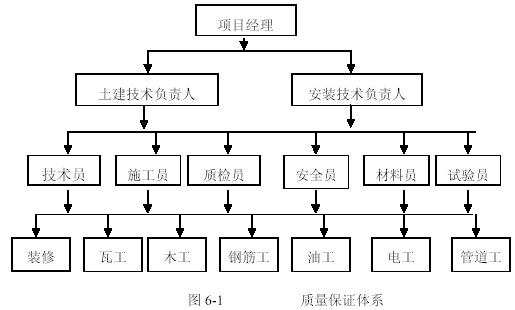 项目经理
土建技术负责人 安装技术负责人
技术员 施工员 质检员 安全员 材料员 试验员
装修 瓦工 木工 钢筋工 油工 电工 管道工
图 6-1 质量保证体系